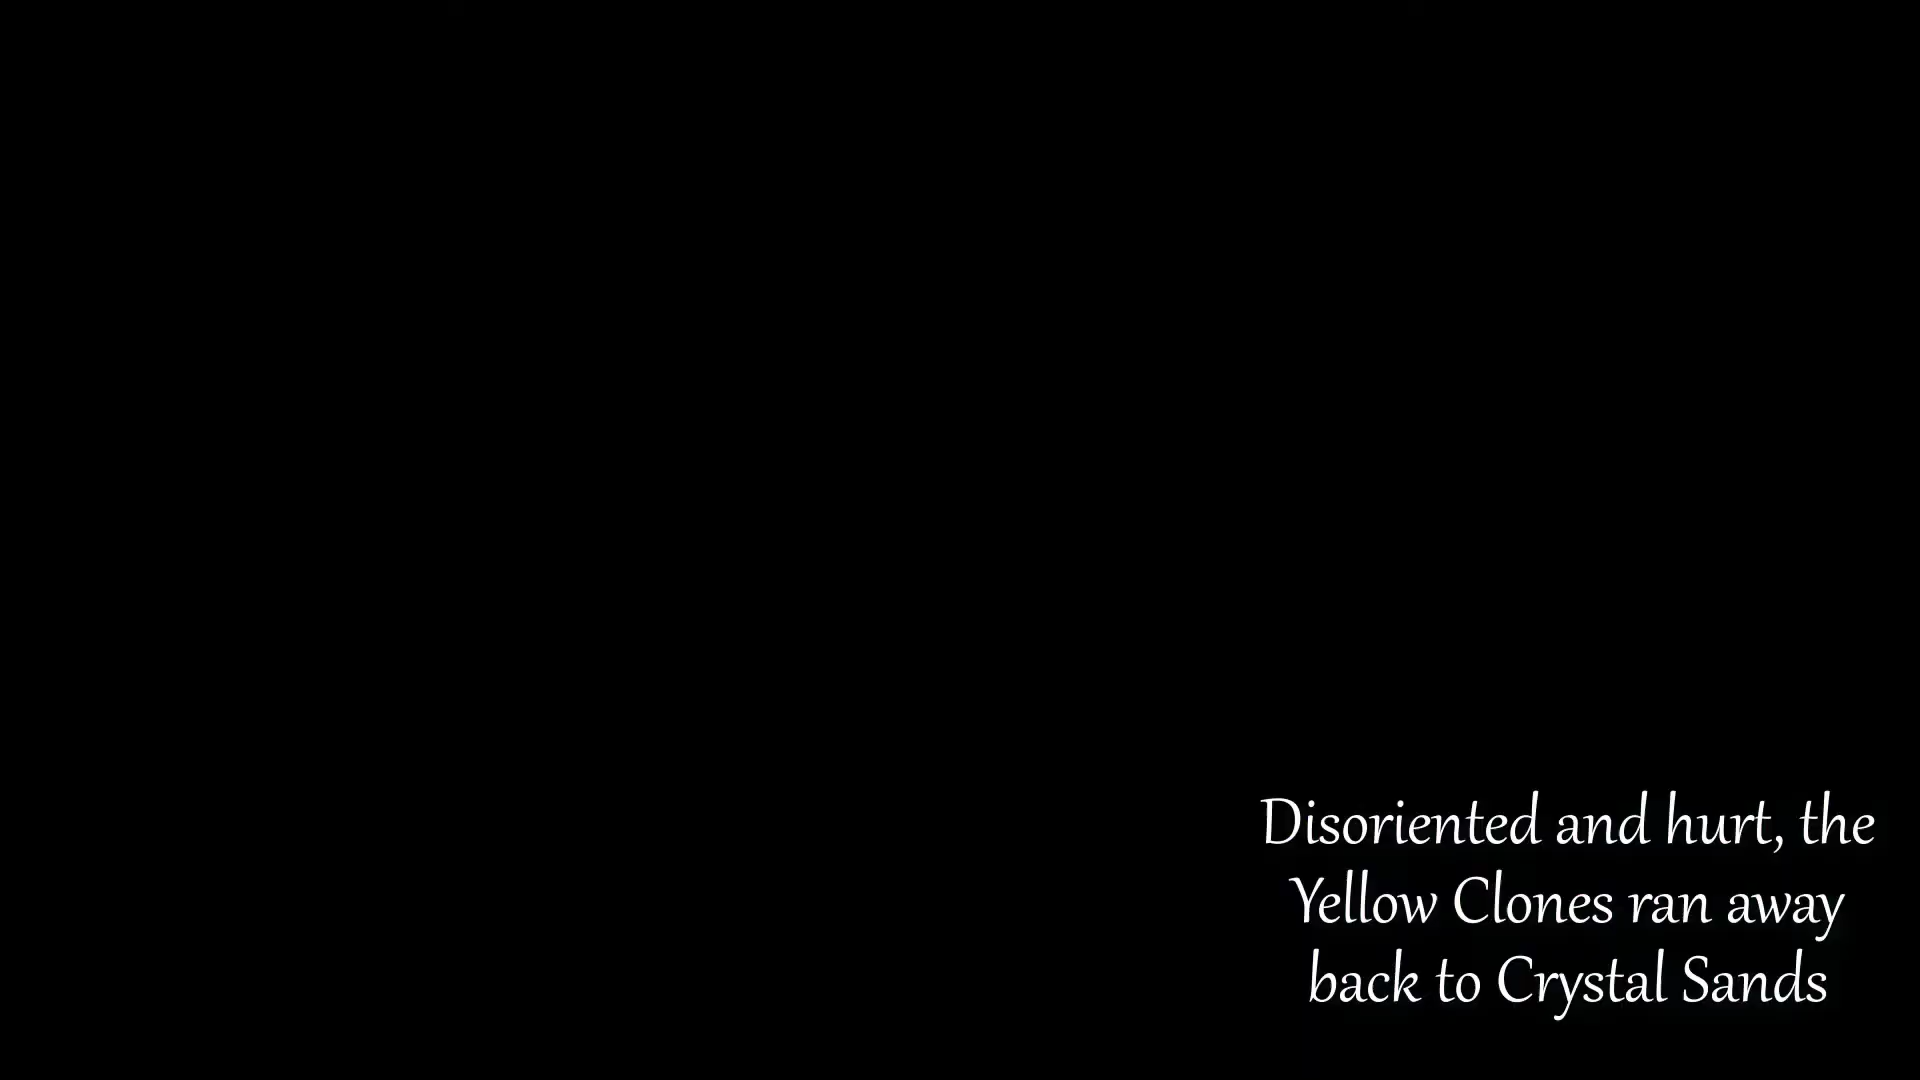 Disoriented and hurt, the
Yellow Clones ran away
back to Crystal Sands